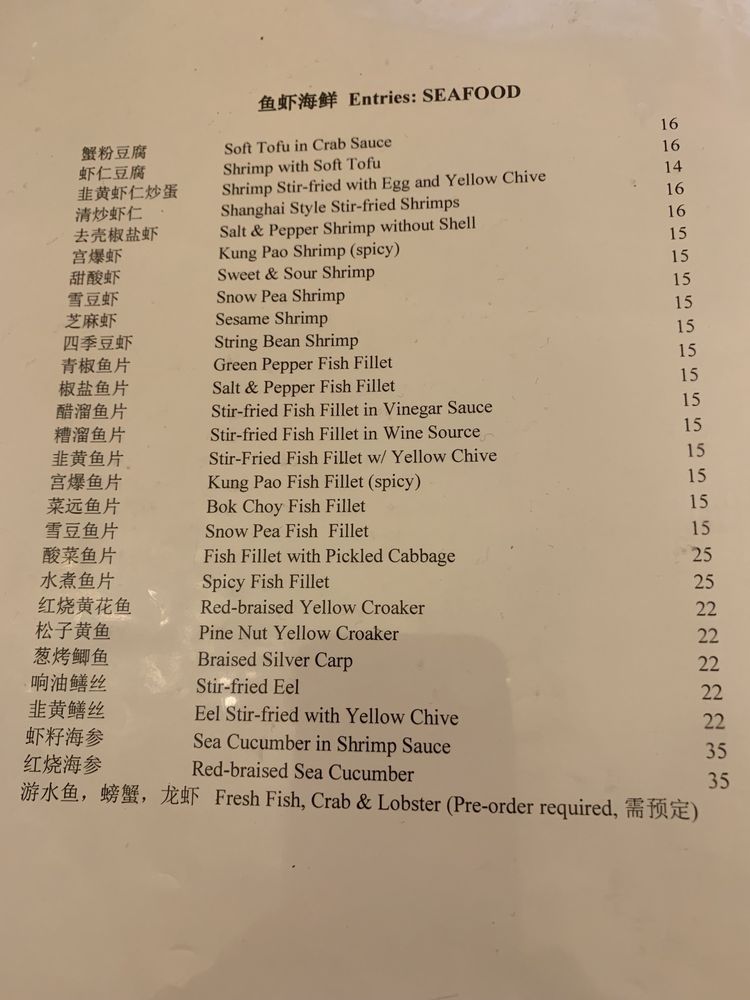 鱼虾海鲜 Entries: SEAFOOD
蟹粉豆腐 Soft Tofu in Crab Sauce 16
虾仁豆腐 Shrimp with Soft Tofu 16
韭黄虾仁炒蛋 Shrimp Stir-fried with Egg and Yellow Chive 14
清炒虾仁 Shanghai Style Stir-fried Shrimps 16
去壳椒盐虾 Salt & Pepper Shrimp without Shell 16
宫爆虾 Kung Pao Shrimp (spicy) 15
甜酸虾 Sweet & Sour Shrimp 15
雪豆虾 Snow Pea Shrimp 15
芝麻虾 Sesame Shrimp 15
四季豆虾 String Bean Shrimp 15
青椒鱼片 Green Pepper Fish Fillet 15
椒盐鱼片 Salt & Pepper Fish Fillet 15
醋溜鱼片 Stir-fried Fish Fillet in Vinegar Sauce 15
糟溜鱼片 Stir-fried Fish Fillet in Wine Source 15
韭黄鱼片 Stir-Fried Fish Fillet w/ Yellow Chive 15
宫爆鱼片 Kung Pao Fish Fillet (spicy) 15
菜远鱼片 Bok Choy Fish Fillet 15
雪豆鱼片 Snow Pea Fish Fillet 15
酸菜鱼片 Fish Fillet with Pickled Cabbage 25
水煮鱼片 Spicy Fish Fillet 25
红烧黄花鱼 Red-braised Yellow Croaker 22
松子黄鱼 Pine Nut Yellow Croaker 22
葱烤鲫鱼 Braised Silver Carp 22
响油鳝丝 Stir-fried Eel 22
韭黄鳝丝 Eel Stir-fried with Yellow Chive 22
虾籽海参 Sea Cucumber in Shrimp Sauce 35
红烧海参 Red-braised Sea Cucumber 35
游水鱼，螃蟹，龙虾 Fresh Fish, Crab & Lobster (Pre-order required, 需预定)